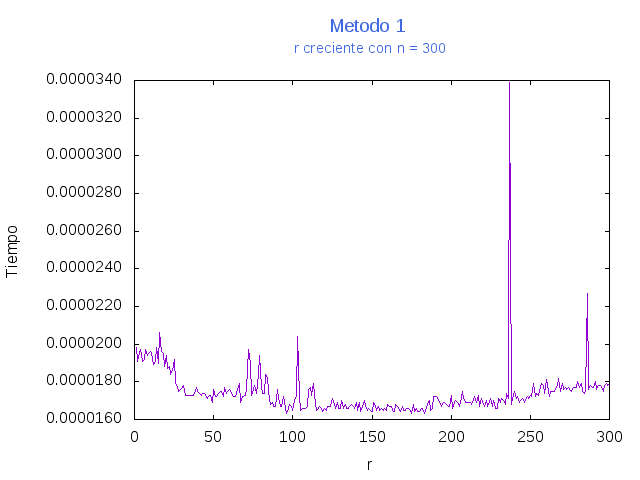 Metodo 1
r creciente con n = 300
0.0000340
0.0000320
0.0000300
0.0000280
0.0000260
0.0000240
0.0000220
0.0000200
0.0000180
0.0000160
Tiempo
0 50 100 150 200 250 300
r